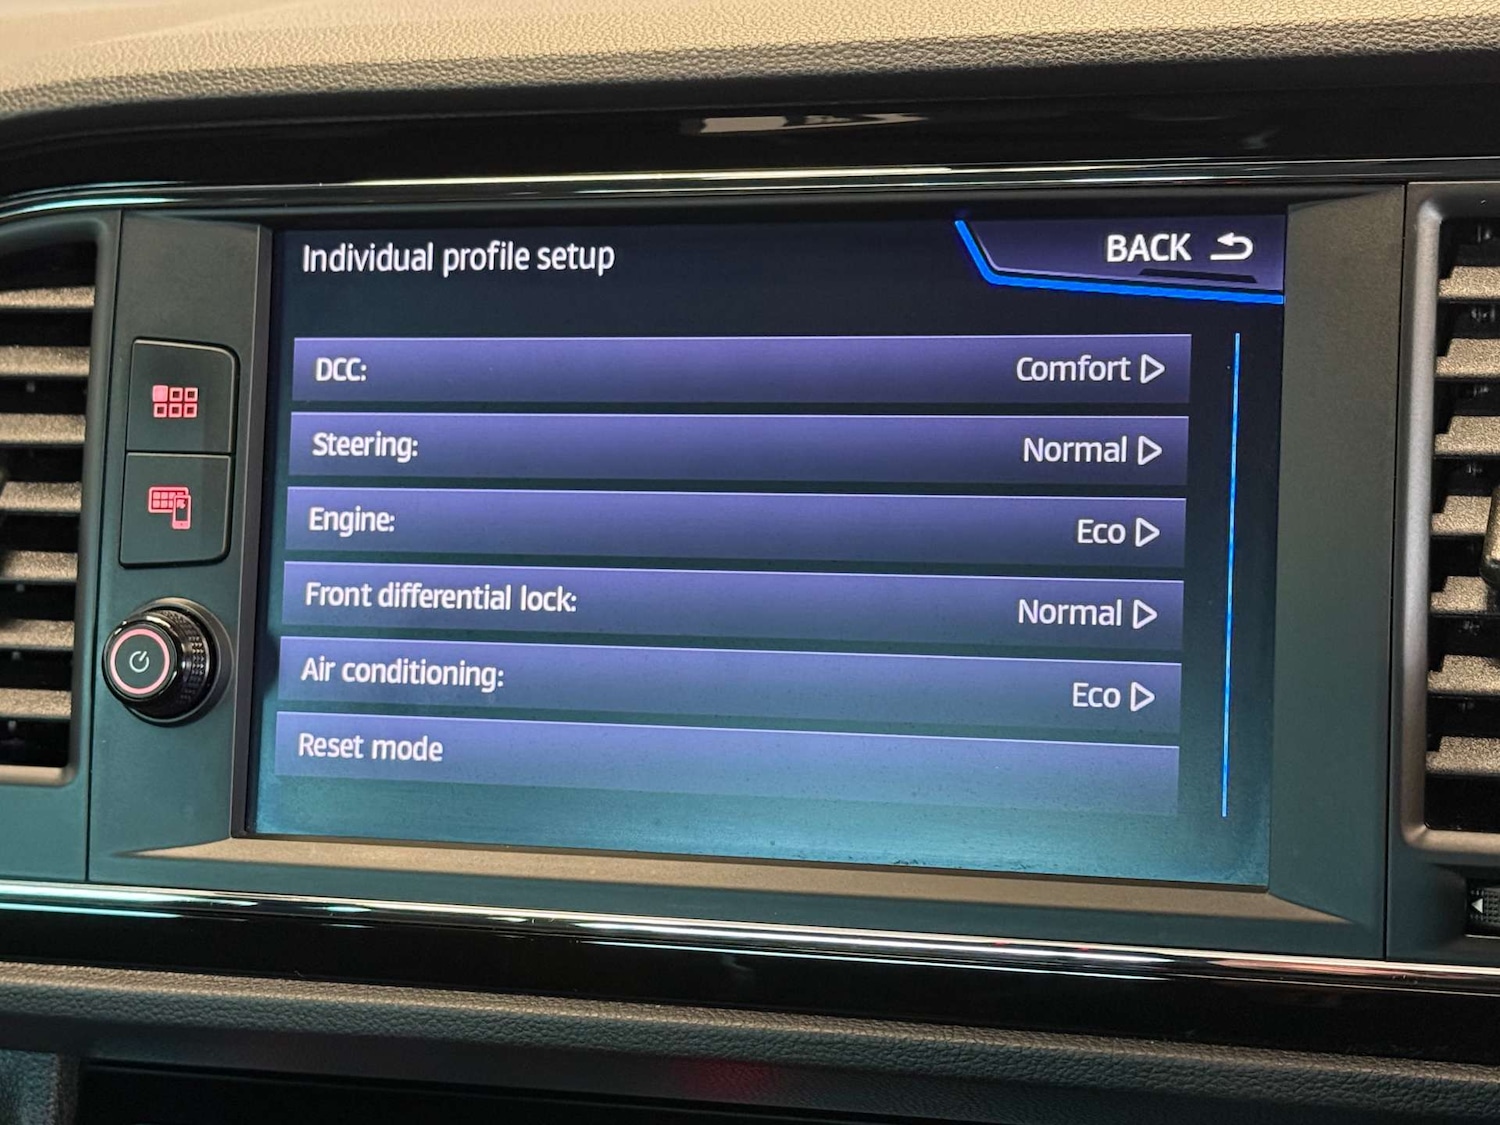 Individual profile setup
BACK
DCC: Comfort
Steering: Normal
Engine: Eco
Front differential lock: Normal
Air conditioning: Eco
Reset mode